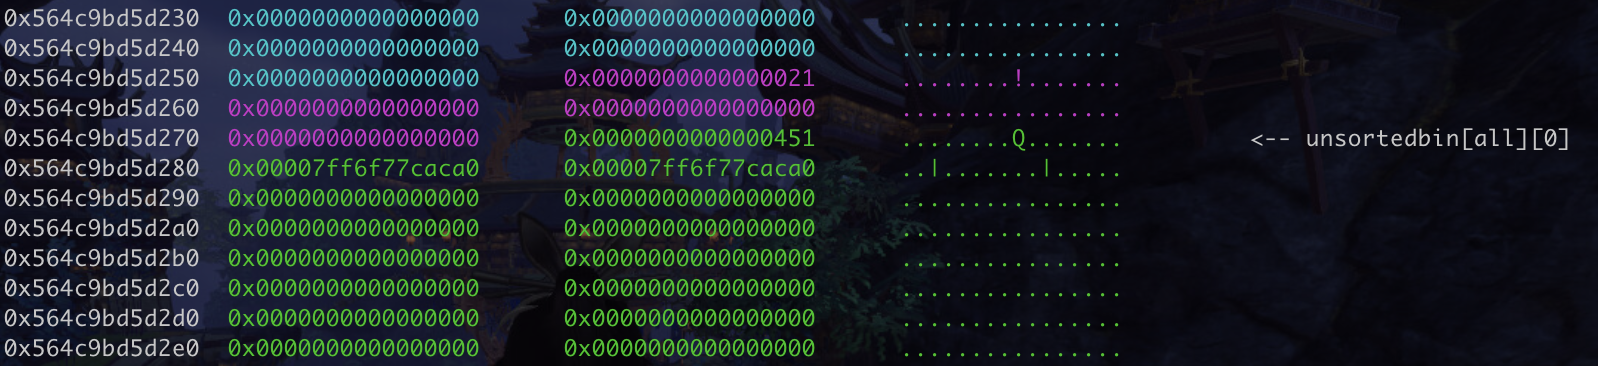 0x564c9bd5d230 0x0000000000000000 0x0000000000000000 ................
0x564c9bd5d240 0x0000000000000000 0x0000000000000000 ................
0x564c9bd5d250 0x0000000000000000 0x0000000000000021 ........!.......
0x564c9bd5d260 0x0000000000000000 0x0000000000000000 ................
0x564c9bd5d270 0x0000000000000000 0x0000000000000451 ........Q....... <-- unsortedbin[all][0]
0x564c9bd5d280 0x00007ff6f77caca0 0x00007ff6f77caca0 ..|.......|.....
0x564c9bd5d290 0x0000000000000000 0x0000000000000000 ................
0x564c9bd5d2a0 0x0000000000000000 0x0000000000000000 ................
0x564c9bd5d2b0 0x0000000000000000 0x0000000000000000 ................
0x564c9bd5d2c0 0x0000000000000000 0x0000000000000000 ................
0x564c9bd5d2d0 0x0000000000000000 0x0000000000000000 ................
0x564c9bd5d2e0 0x0000000000000000 0x0000000000000000 ................